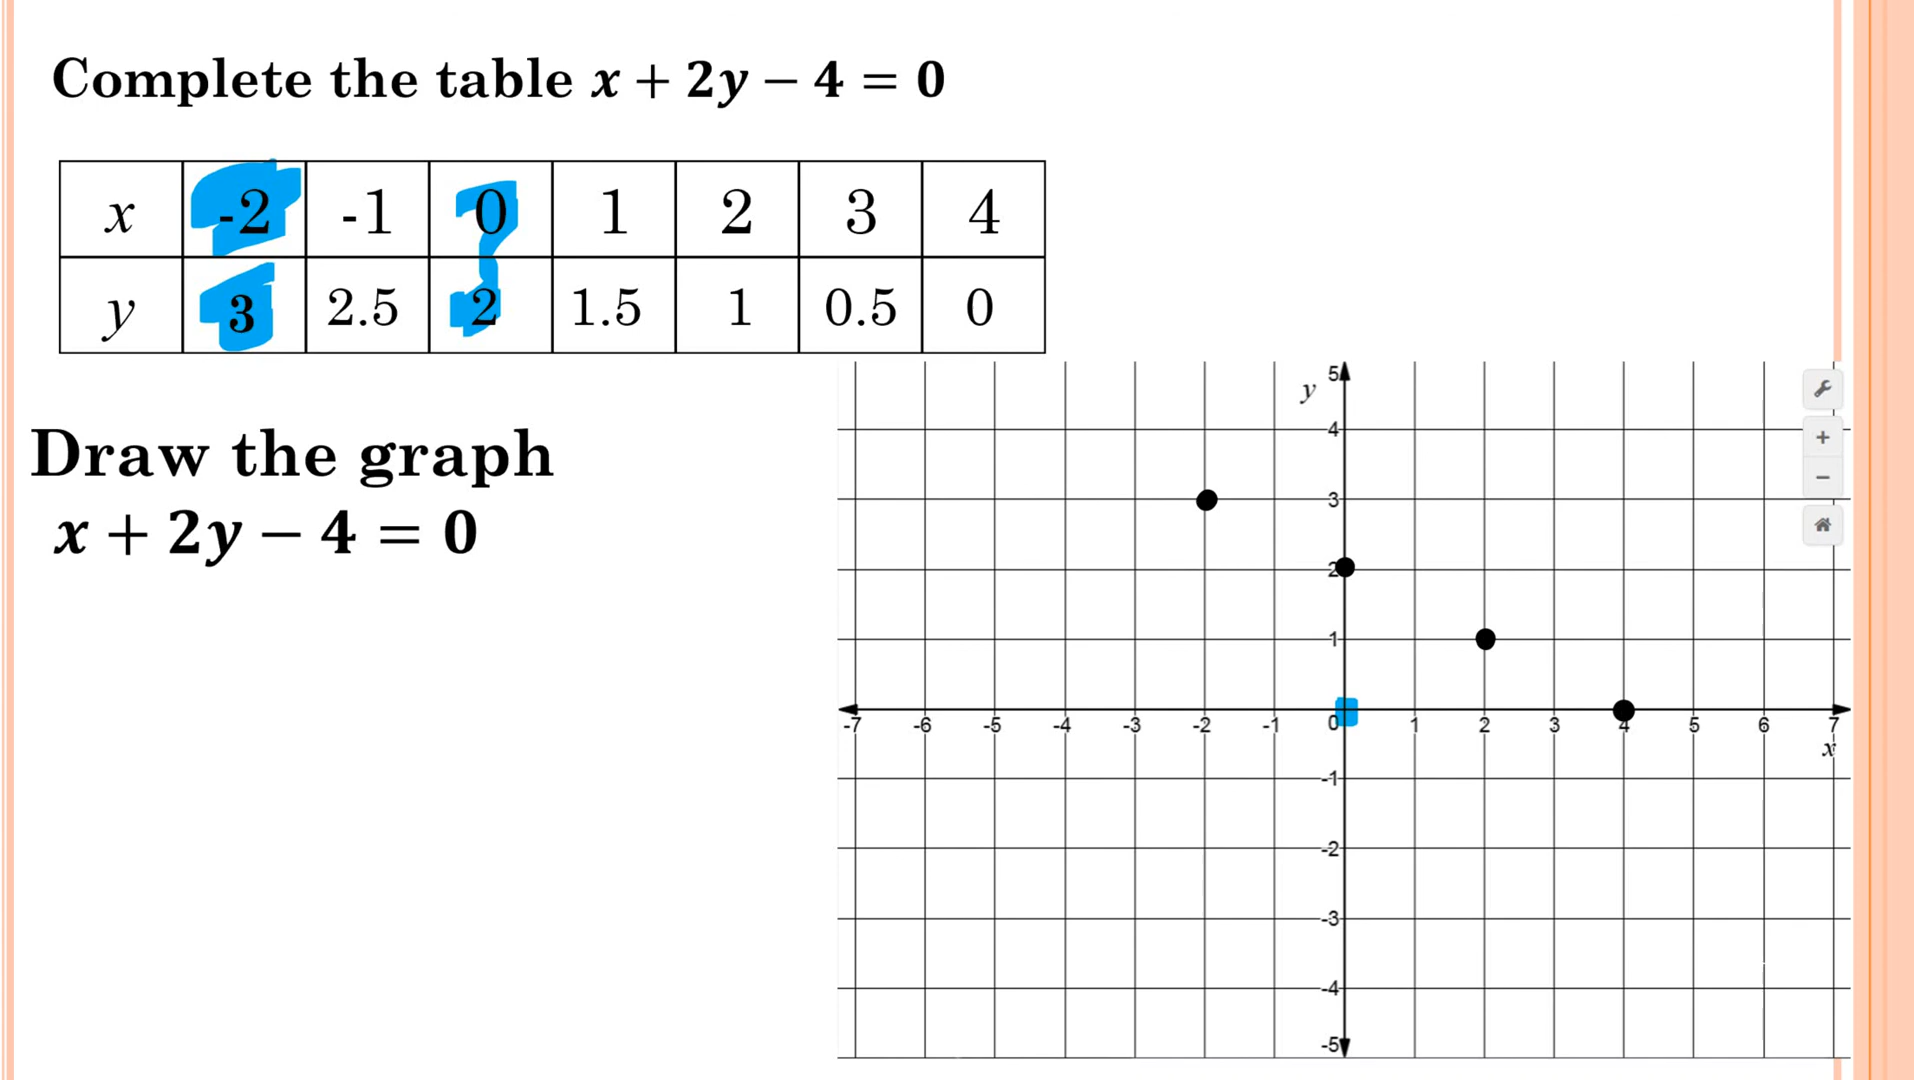 Complete the table x + 2y − 4 = 0
x -2 -1 0 1 2 3 4
y 3 2.5 2 1.5 1 0.5 0
Draw the graph
x + 2y − 4 = 0
y
5
4
3
2
1
-7 -6 -5 -4 -3 -2 -1 0 1 2 3 4 5 6 7
x
-1
-2
-3
-4
-5